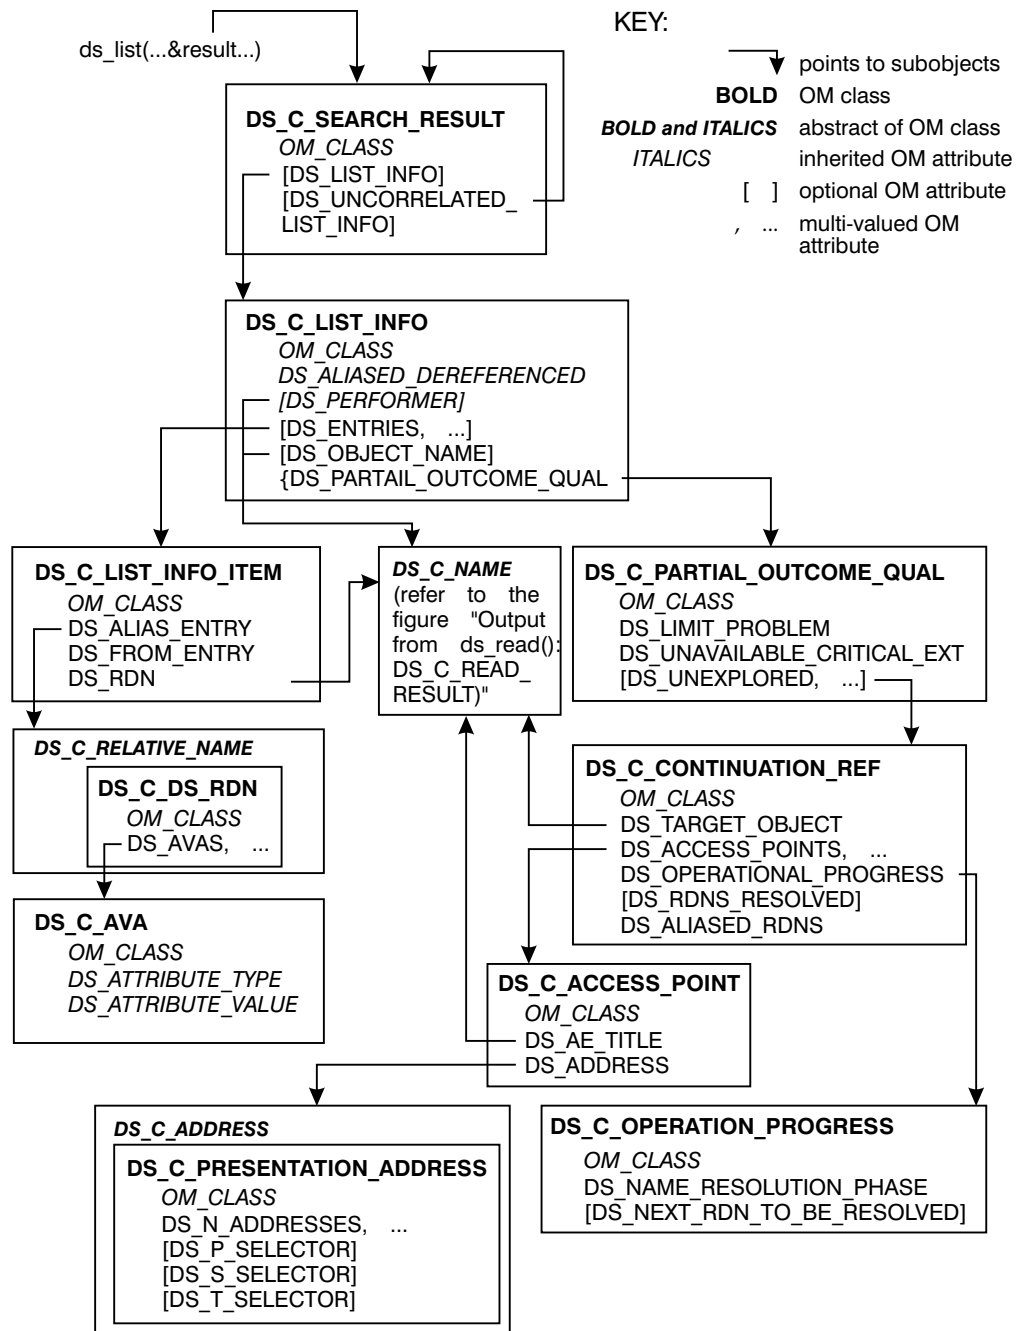 ds_list(...&result...)
KEY:
points to subobjects
BOLD OM class
BOLD and ITALICS abstract of OM class
ITALICS inherited OM attribute
[ ] optional OM attribute
, ... multi-valued OM
attribute
DS_C_SEARCH_RESULT
OM_CLASS
[DS_LIST_INFO]
[DS_UNCORRELATED_
LIST_INFO]
DS_C_LIST_INFO
OM_CLASS
DS_ALIASED_DEREFERENCED
[DS_PERFORMER]
[DS_ENTRIES, ...]
[DS_OBJECT_NAME]
{DS_PARTAIL_OUTCOME_QUAL
DS_C_LIST_INFO_ITEM
OM_CLASS
DS_ALIAS_ENTRY
DS_FROM_ENTRY
DS_RDN
DS_C_NAME
(refer to the
figure "Output
from ds_read():
DS_C_READ_
RESULT)"
DS_C_PARTIAL_OUTCOME_QUAL
OM_CLASS
DS_LIMIT_PROBLEM
DS_UNAVAILABLE_CRITICAL_EXT
[DS_UNEXPLORED, ...]
DS_C_RELATIVE_NAME
DS_C_DS_RDN
OM_CLASS
DS_AVAS, ...
DS_C_CONTINUATION_REF
OM_CLASS
DS_TARGET_OBJECT
DS_ACCESS_POINTS, ...
DS_OPERATIONAL_PROGRESS
[DS_RDNS_RESOLVED]
DS_ALIASED_RDNS
DS_C_AVA
OM_CLASS
DS_ATTRIBUTE_TYPE
DS_ATTRIBUTE_VALUE
DS_C_ACCESS_POINT
OM_CLASS
DS_AE_TITLE
DS_ADDRESS
DS_C_ADDRESS
DS_C_PRESENTATION_ADDRESS
OM_CLASS
DS_N_ADDRESSES, ...
[DS_P_SELECTOR]
[DS_S_SELECTOR]
[DS_T_SELECTOR]
DS_C_OPERATION_PROGRESS
OM_CLASS
DS_NAME_RESOLUTION_PHASE
[DS_NEXT_RDN_TO_BE_RESOLVED]